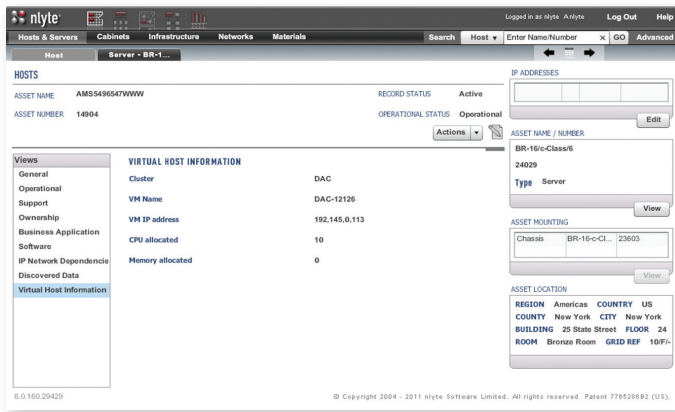 nlyte
Logged in as nlyte Anlyte Log Out Help
Hosts & Servers Cabinets Infrastructure Networks Materials Search Host Enter Name/Number x GO Advanced
Host Server - BR-1...
HOSTS
ASSET NAME AMS5496547WWW RECORD STATUS Active
ASSET NUMBER 14904 OPERATIONAL STATUS Operational
Actions
Views
General
Operational
Support
Ownership
Business Application
Software
IP Network Dependencie
Discovered Data
Virtual Host Information
VIRTUAL HOST INFORMATION
Cluster DAC
VM Name DAC-12126
VM IP address 192,145,0,113
CPU allocated 10
Memory allocated 0
IP ADDRESSES
Edit
ASSET NAME / NUMBER
BR-16/c-Class/6
24029
Type Server
View
ASSET MOUNTING
Chassis BR-16-c-Cl... 23603
View
ASSET LOCATION
REGION Americas COUNTRY US
COUNTY New York CITY New York
BUILDING 25 State Street FLOOR 24
ROOM Bronze Room GRID REF 10/F/-
6.0.160.29429
© Copyright 2004 - 2011 nlyte Software Limited. All rights reserved. Patent 7765286B2 (US).